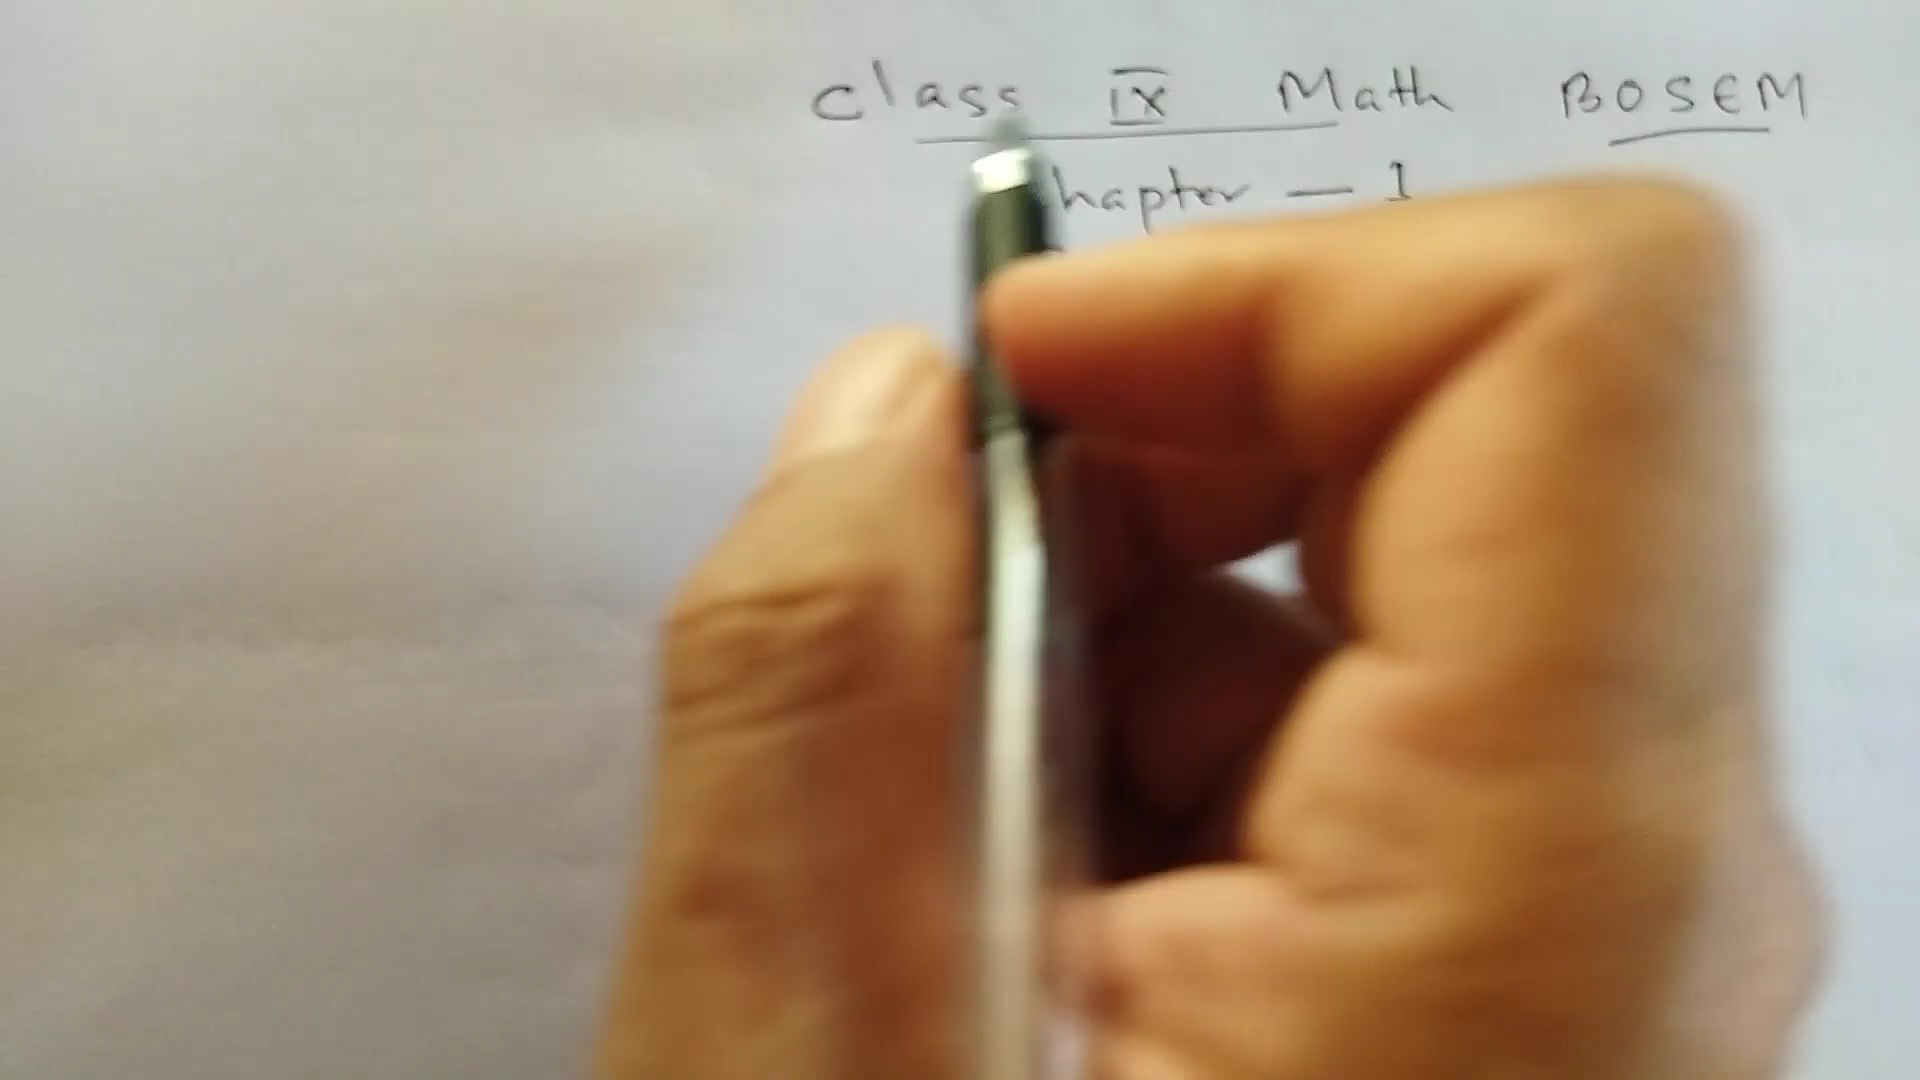 Class IX Math BOSEM
hapter — 1